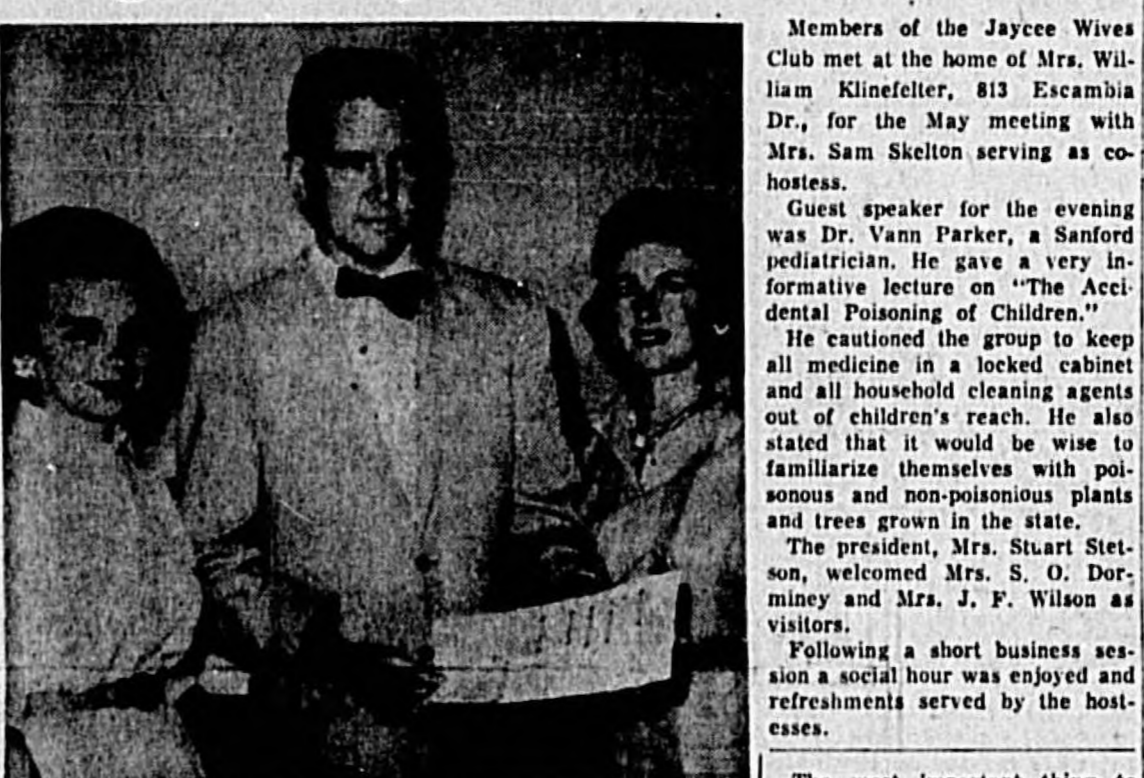 Members of the Jaycee Wives
Club met at the home of Mrs. Wil-
liam Klinefelter, 813 Escambia
Dr., for the May meeting with
Mrs. Sam Skelton serving as co-
hostess.
Guest speaker for the evening
was Dr. Vann Parker, a Sanford
pediatrician. He gave a very in-
formative lecture on "The Acci-
dental Poisoning of Children."
He cautioned the group to keep
all medicine in a locked cabinet
and all household cleaning agents
out of children's reach. He also
stated that it would be wise to
familiarize themselves with poi-
sonous and non-poisonious plants
and trees grown in the state.
The president, Mrs. Stuart Stet-
son, welcomed Mrs. S. O. Dor-
miney and Mrs. J. F. Wilson as
visitors.
Following a short business ses-
sion a social hour was enjoyed and
refreshments served by the host-
esses.